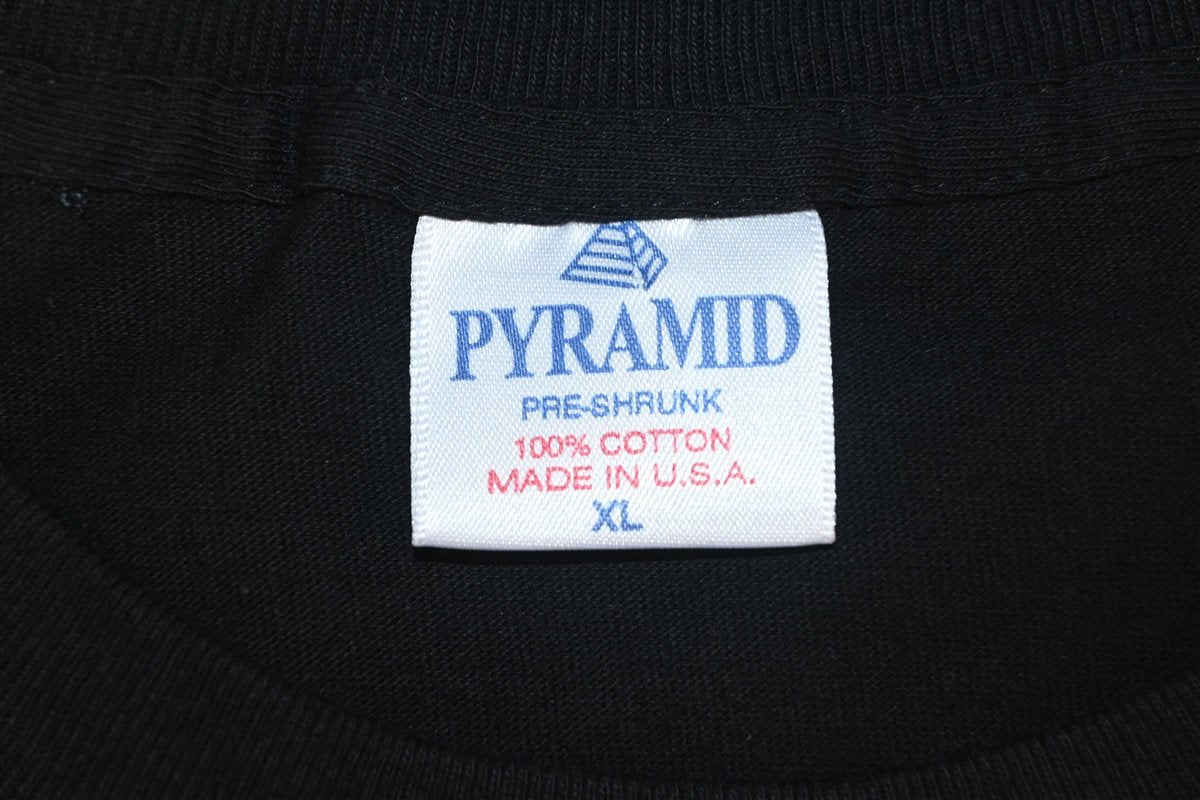 PYRAMID
PRE-SHRUNK
100% COTTON
MADE IN U.S.A.
XL